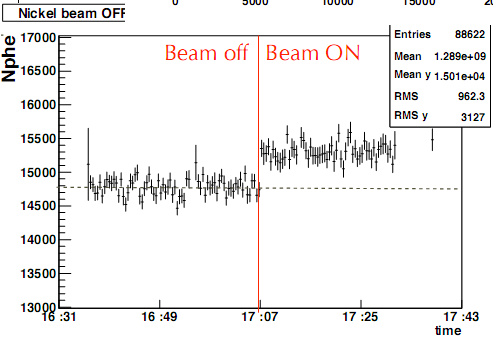 0 5000 10000 15000
Nickel beam OFF
Entries 88622
Mean 1.289e+09
Mean y 1.501e+04
RMS 962.3
RMS y 3127
Nphe
Beam off Beam ON
17000
16500
16000
15500
15000
14500
14000
13500
13000
16 :31 16 :49 17 :07 17 :25 17 :43
time